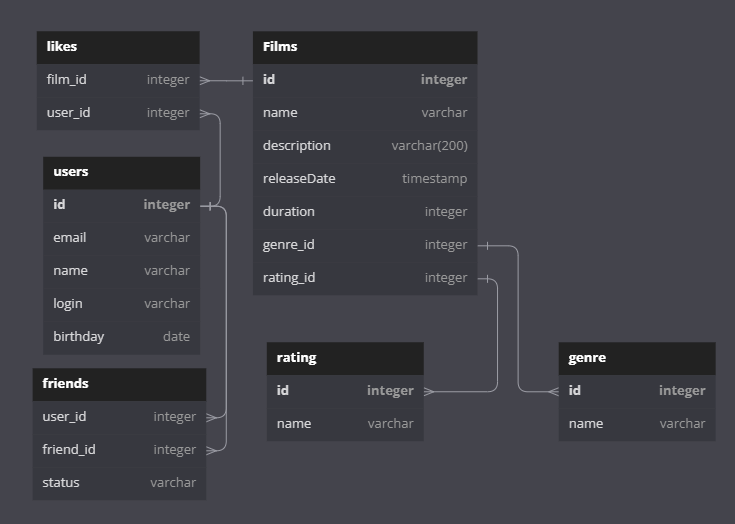 likes
film_id integer
user_id integer
users
id integer
email varchar
name varchar
login varchar
birthday date
friends
user_id integer
friend_id integer
status varchar
Films
id integer
name varchar
description varchar(200)
releaseDate timestamp
duration integer
genre_id integer
rating_id integer
rating
id integer
name varchar
genre
id integer
name varchar